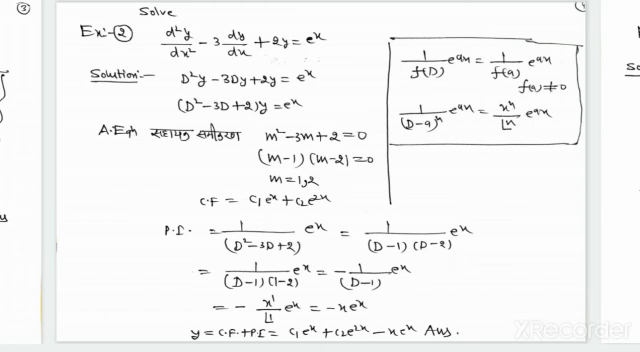 ③
Solve
Ex:-② d²y/dx² - 3 dy/dx + 2y = eˣ
Solution:- D²y - 3Dy + 2y = eˣ
(D² - 3D + 2)y = eˣ
A.Eqⁿ सहायक समीकरण m² - 3m + 2 = 0
(m-1)(m-2) = 0
m = 1,2
C.F = C₁eˣ + C₂e²ˣ
P.I. = 1/(D² - 3D + 2) eˣ = 1/((D-1)(D-2)) eˣ
= 1/((D-1)(1-2)) eˣ = - 1/(D-1) eˣ
= - x¹/∟1 eˣ = -xeˣ
y = C.F. + P.I = C₁eˣ + C₂e²ˣ - xeˣ Ans.
1/f(D) eᵃˣ = 1/f(a) eᵃˣ
f(a) ≠ 0
1/(D-a)ⁿ eᵃˣ = xⁿ/∟n eᵃˣ
XRecorder